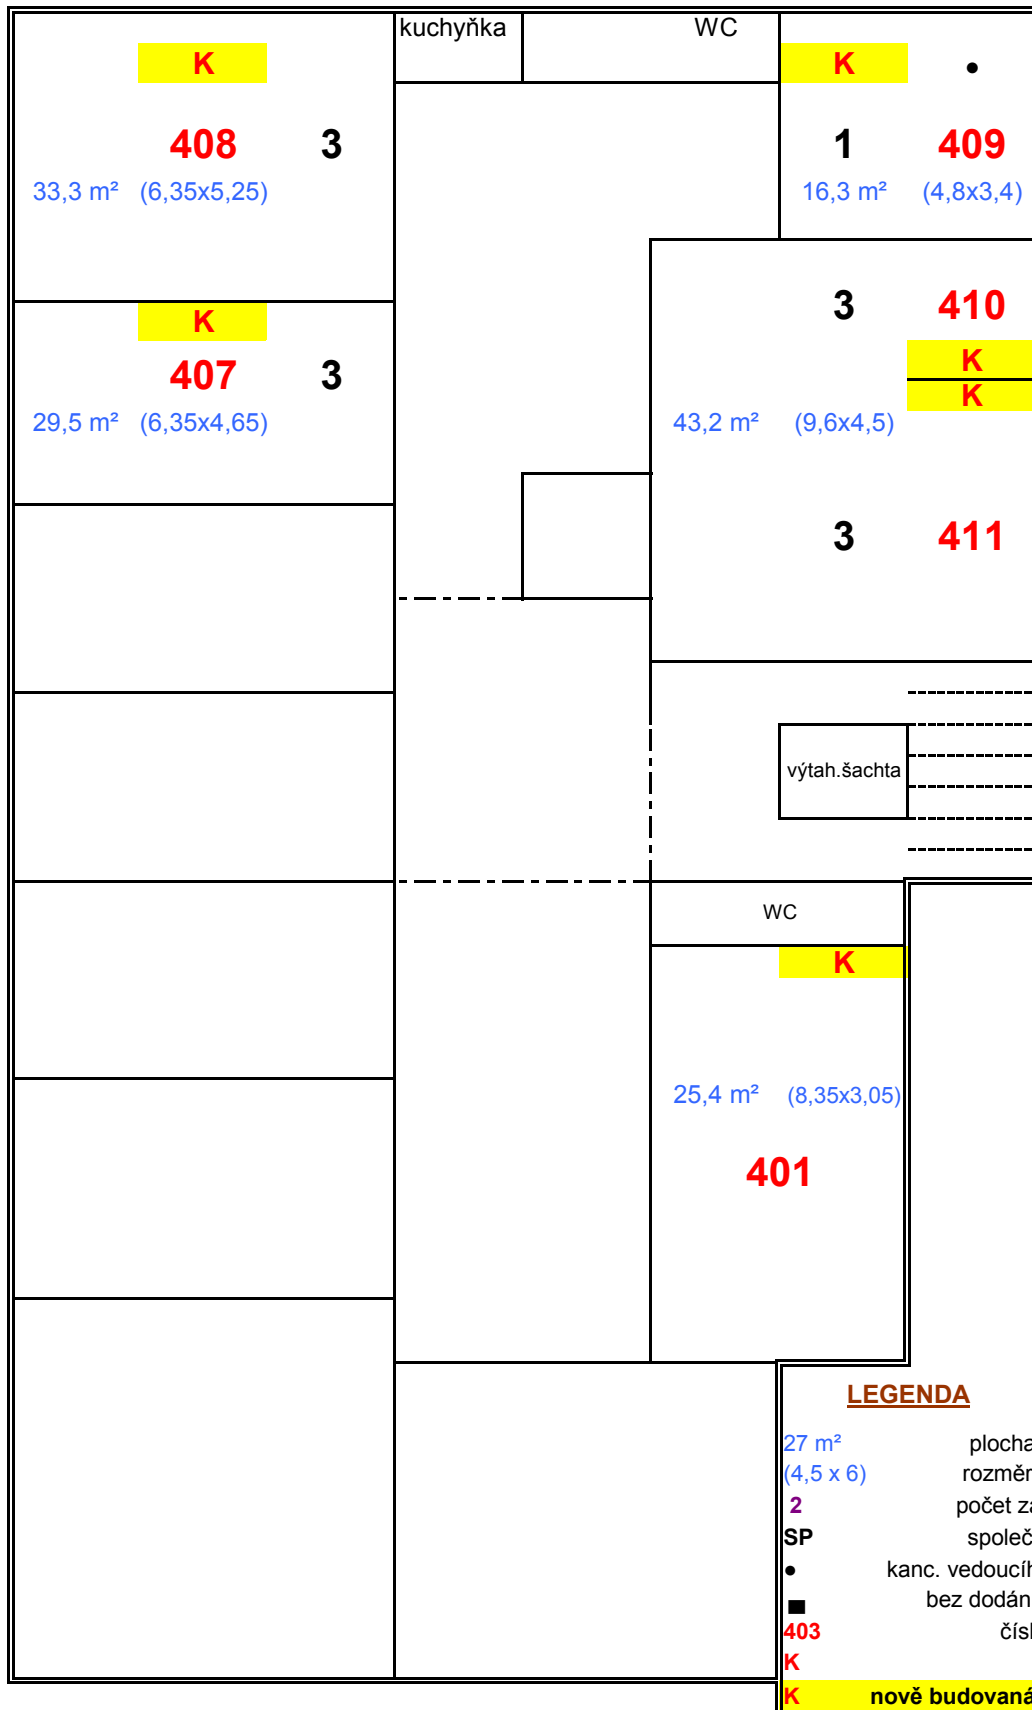 kuchyňka WC
K K •
408 3 1 409
33,3 m² (6,35x5,25) 16,3 m² (4,8x3,4)
3 410
K
K
407 3
K
29,5 m² (6,35x4,65) 43,2 m² (9,6x4,5)
3 411
výtah.šachta
WC
K
25,4 m² (8,35x3,05)
401
LEGENDA
27 m² plocha
(4,5 x 6) rozměr
2 počet za
SP společ
• kanc. vedoucíh
■ bez dodán
403 čísl
K
K nově budovaná